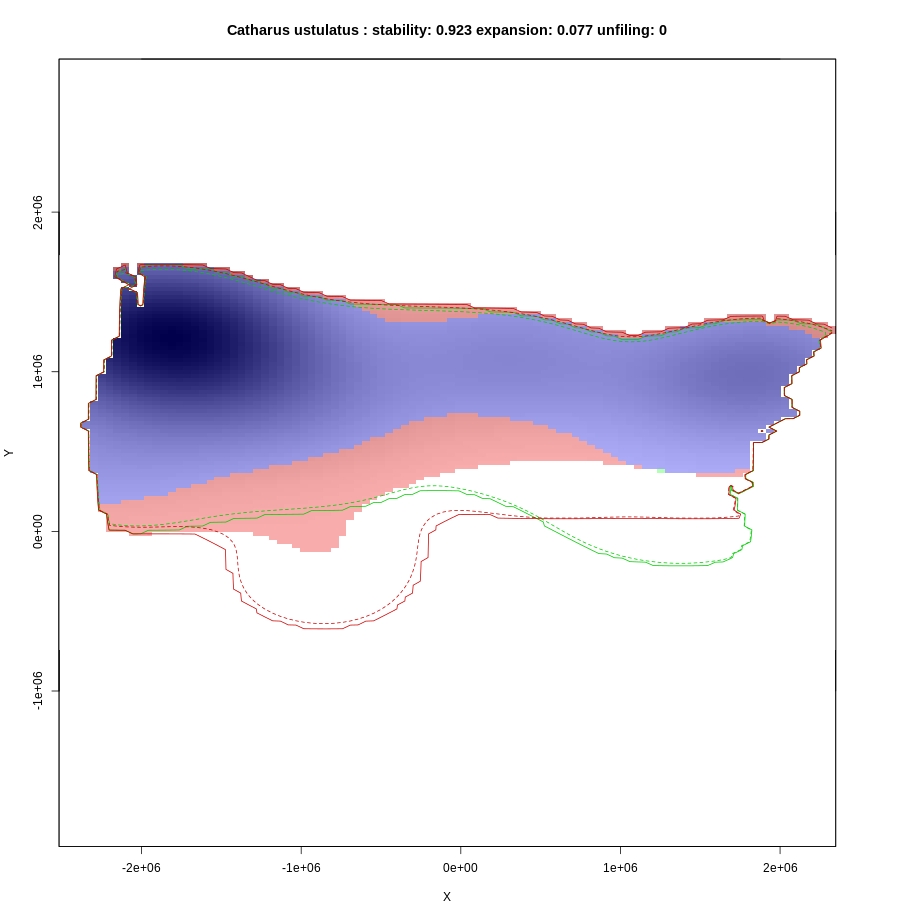 Catharus ustulatus : stability: 0.923 expansion: 0.077 unfiling: 0
2e+06
1e+06
0e+00
-1e+06
Y
-2e+06 -1e+06 0e+00 1e+06 2e+06
X